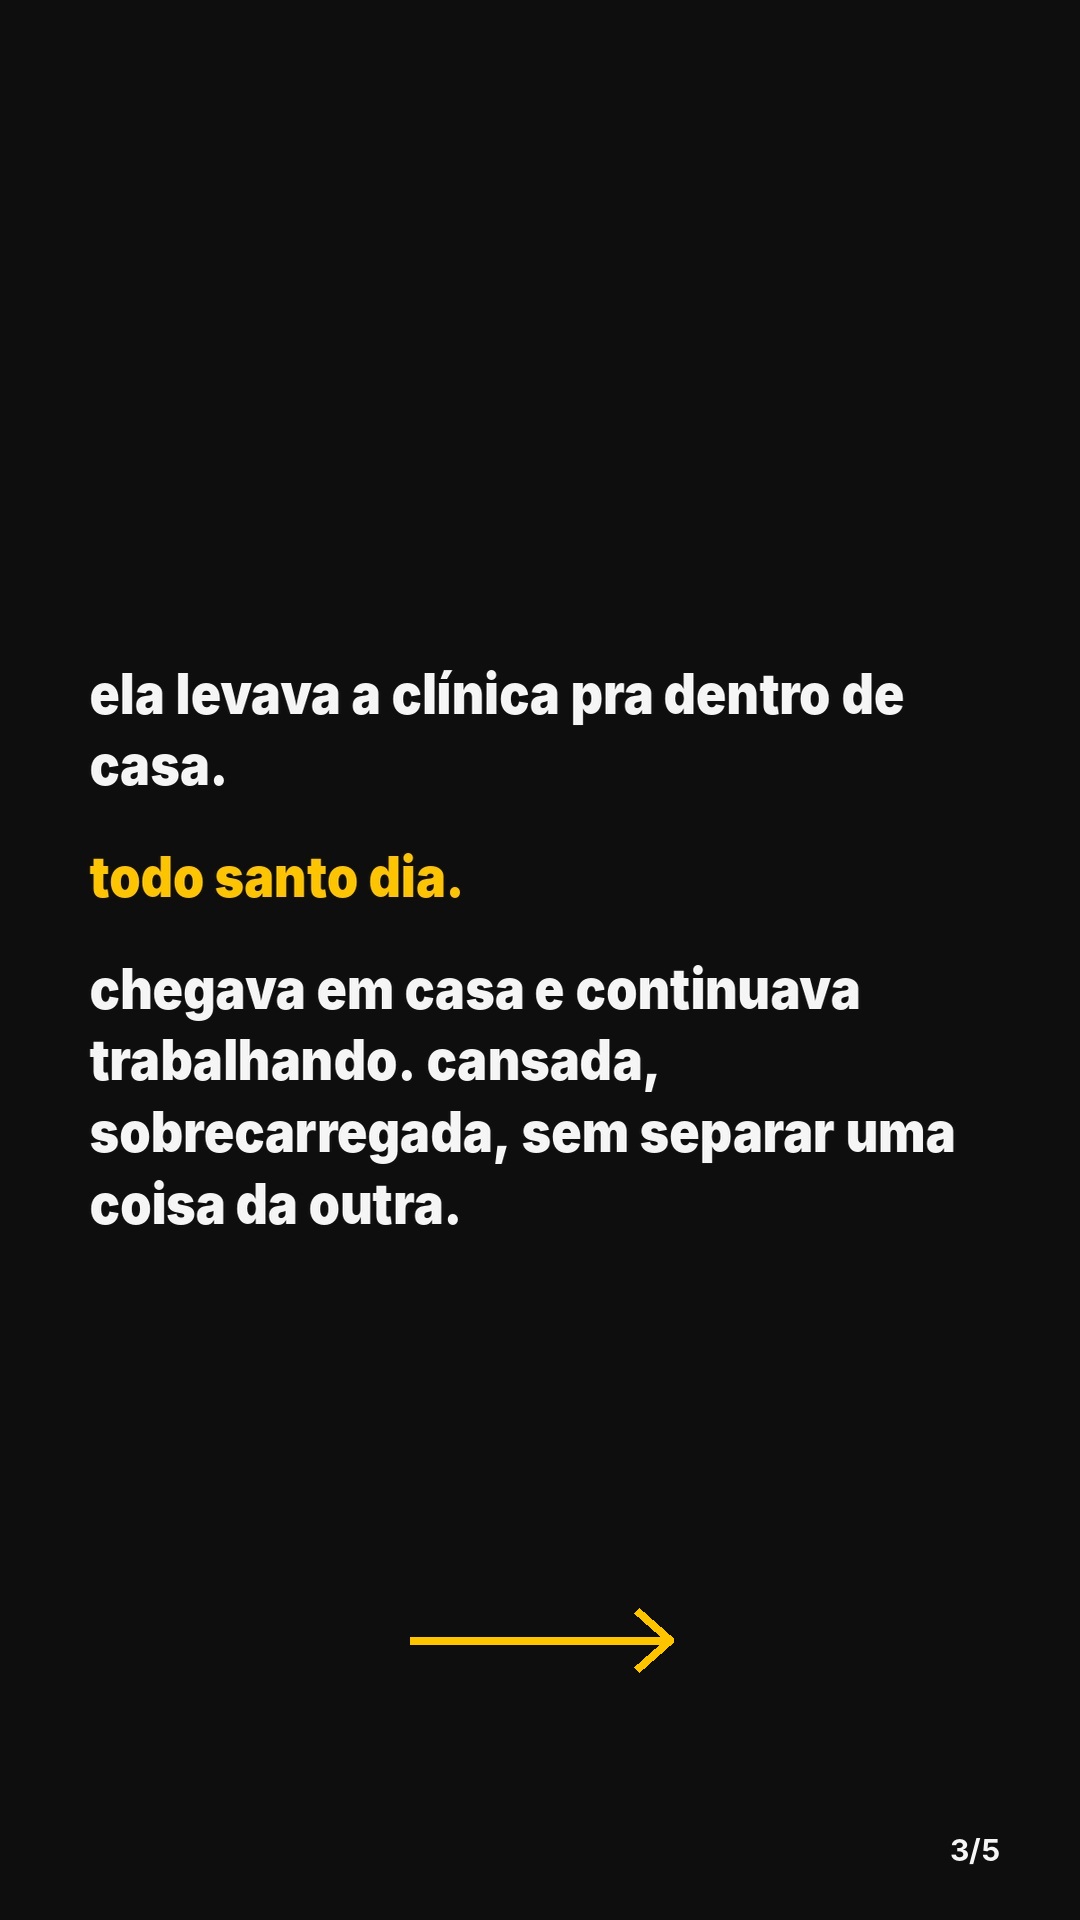 ela levava a clínica pra dentro de
casa.
todo santo dia.
chegava em casa e continuava
trabalhando. cansada,
sobrecarregada, sem separar uma
coisa da outra.
3/5